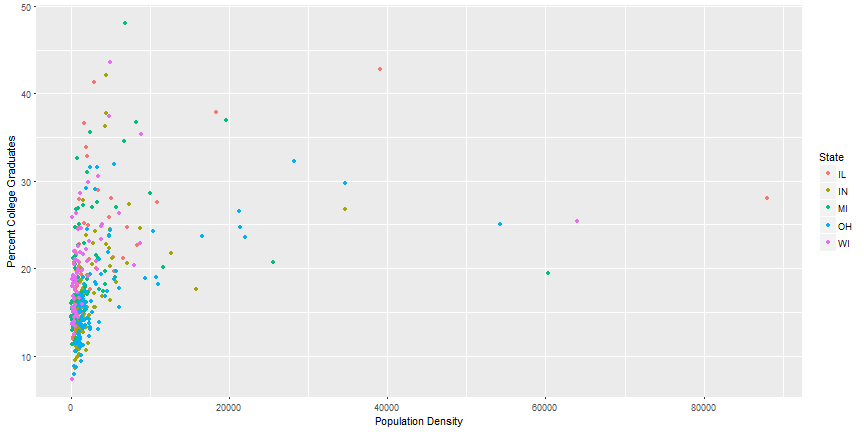 50
40
30
20
10
Percent College Graduates
0
20000
40000
60000
80000
Population Density
State
IL
IN
MI
OH
WI